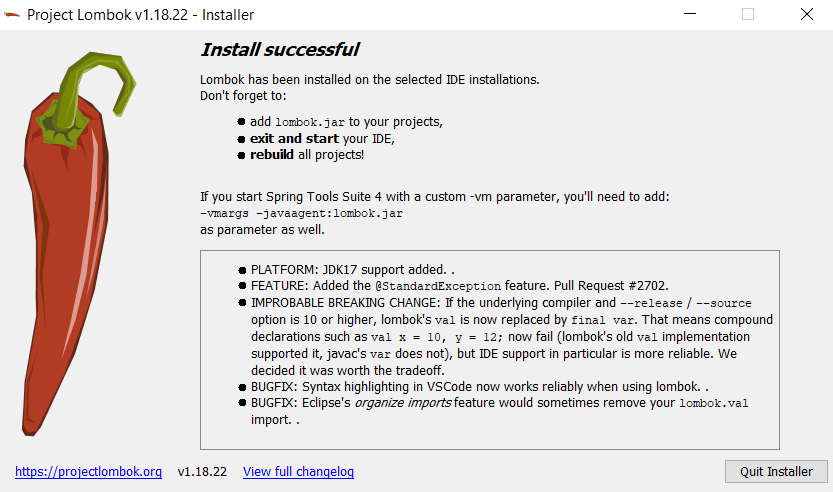 Project Lombok v1.18.22 - Installer
Install successful
Lombok has been installed on the selected IDE installations.
Don't forget to:
● add lombok.jar to your projects,
● exit and start your IDE,
● rebuild all projects!
If you start Spring Tools Suite 4 with a custom -vm parameter, you'll need to add:
-vmargs -javaagent:lombok.jar
as parameter as well.
● PLATFORM: JDK17 support added. .
● FEATURE: Added the @StandardException feature. Pull Request #2702.
● IMPROBABLE BREAKING CHANGE: If the underlying compiler and --release / --source
option is 10 or higher, lombok's val is now replaced by final var. That means compound
declarations such as val x = 10, y = 12; now fail (lombok's old val implementation
supported it, javac's var does not), but IDE support in particular is more reliable. We
decided it was worth the tradeoff.
● BUGFIX: Syntax highlighting in VSCode now works reliably when using lombok. .
● BUGFIX: Eclipse's organize imports feature would sometimes remove your lombok.val
import. .
https://projectlombok.org v1.18.22 View full changelog Quit Installer